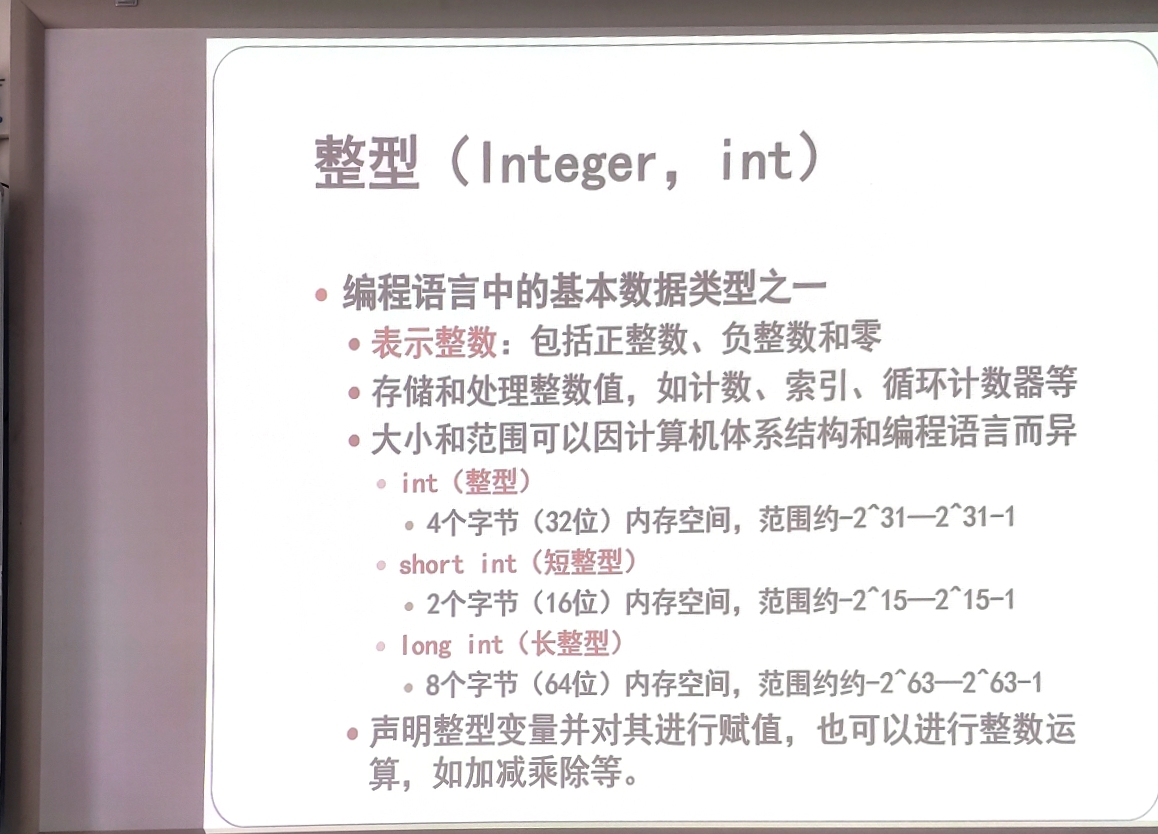 整型（Integer，int）
• 编程语言中的基本数据类型之一
• 表示整数：包括正整数、负整数和零
• 存储和处理整数值，如计数、索引、循环计数器等
• 大小和范围可以因计算机体系结构和编程语言而异
• int（整型）
• 4个字节（32位）内存空间，范围约-2^31—2^31-1
• short int（短整型）
• 2个字节（16位）内存空间，范围约-2^15—2^15-1
• long int（长整型）
• 8个字节（64位）内存空间，范围约约-2^63—2^63-1
• 声明整型变量并对其进行赋值，也可以进行整数运
算，如加减乘除等。